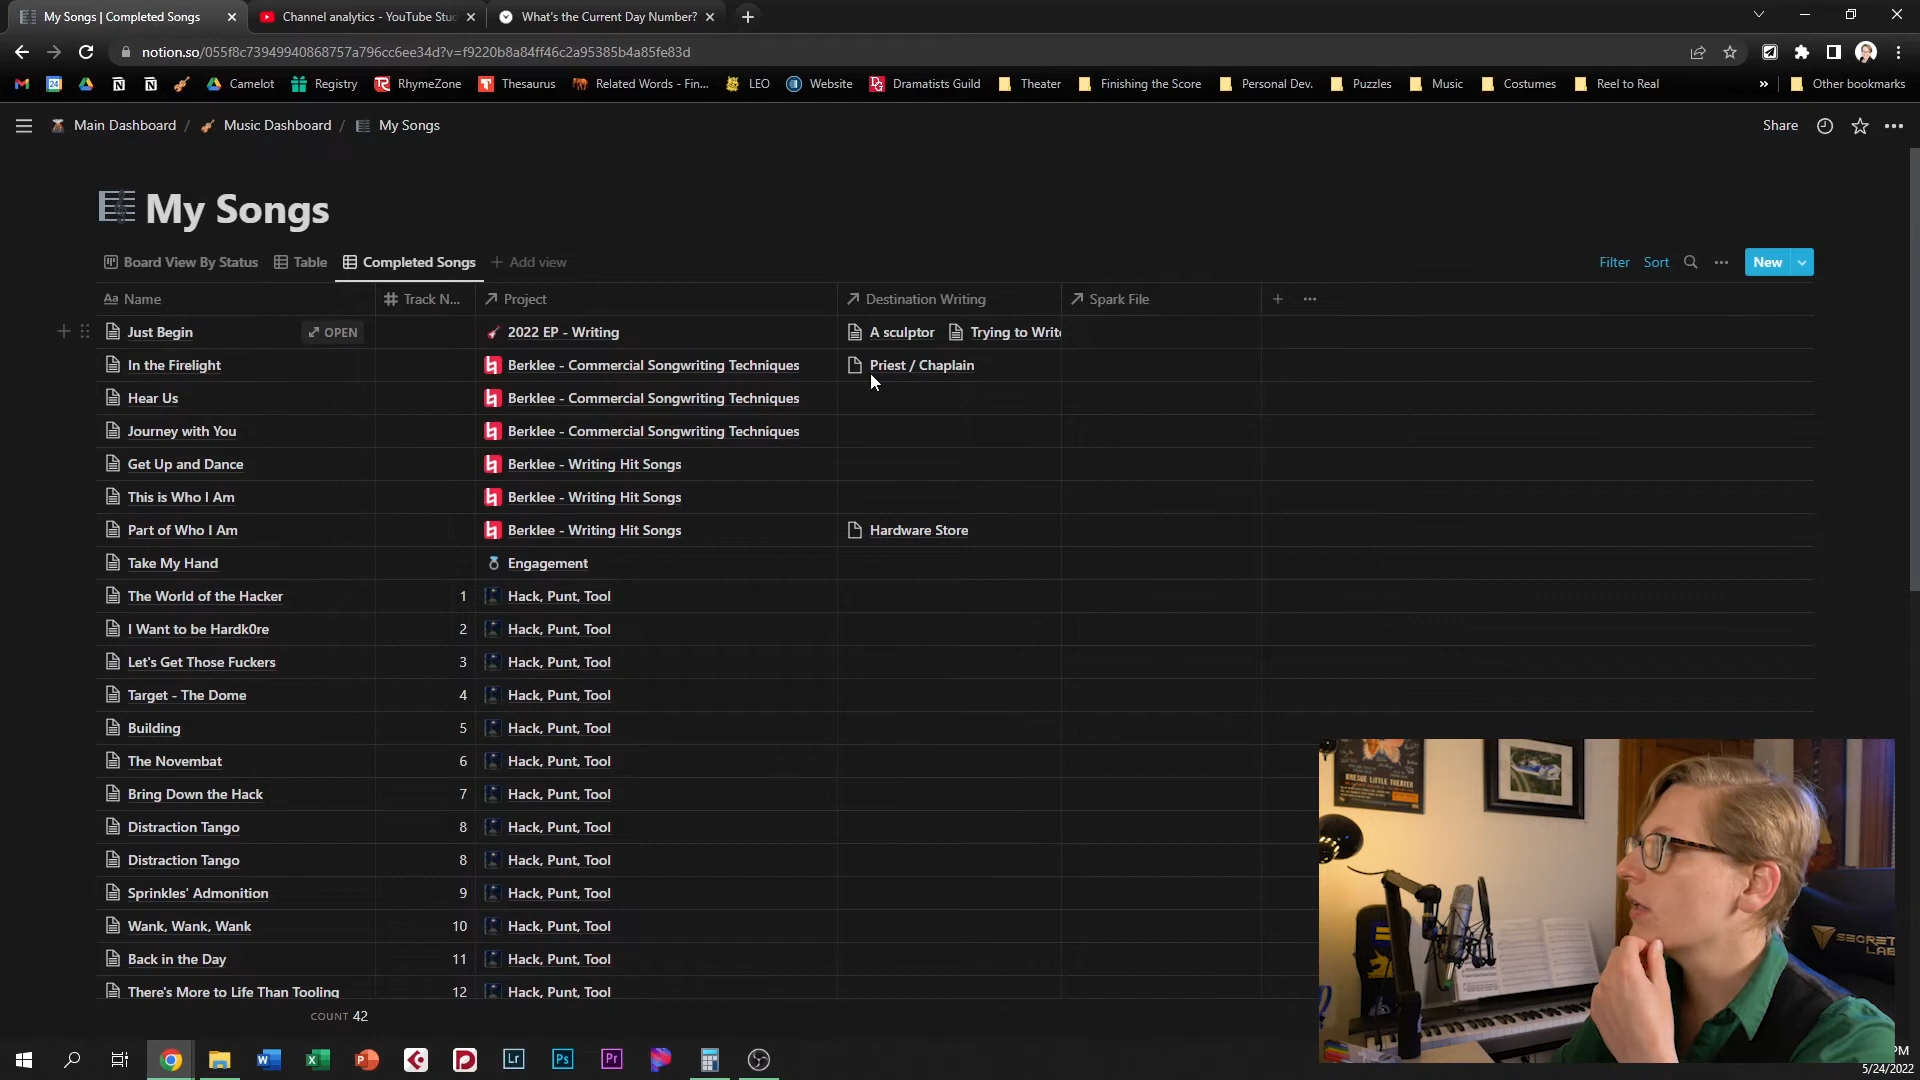 My Songs | Completed Songs
Channel analytics - YouTube Stud
What's the Current Day Number?
notion.so/055f8c73949940868757a796cc6ee34d?v=f9220b8a84ff46c2a95385b4a85fe83d
Camelot Registry RhymeZone Thesaurus Related Words - Fin... LEO Website Dramatists Guild Theater Finishing the Score Personal Dev. Puzzles Music Costumes Reel to Real » Other bookmarks
Main Dashboard / Music Dashboard / My Songs
Share
My Songs
Board View By Status Table Completed Songs + Add view
Filter Sort New
Aa Name Track N... Project Destination Writing Spark File
Just Begin OPEN 2022 EP - Writing A sculptor Trying to Write
In the Firelight Berklee - Commercial Songwriting Techniques Priest / Chaplain
Hear Us Berklee - Commercial Songwriting Techniques
Journey with You Berklee - Commercial Songwriting Techniques
Get Up and Dance Berklee - Writing Hit Songs
This is Who I Am Berklee - Writing Hit Songs
Part of Who I Am Berklee - Writing Hit Songs Hardware Store
Take My Hand Engagement
The World of the Hacker 1 Hack, Punt, Tool
I Want to be Hardk0re 2 Hack, Punt, Tool
Let's Get Those Fuckers 3 Hack, Punt, Tool
Target - The Dome 4 Hack, Punt, Tool
Building 5 Hack, Punt, Tool
The Novembat 6 Hack, Punt, Tool
Bring Down the Hack 7 Hack, Punt, Tool
Distraction Tango 8 Hack, Punt, Tool
Distraction Tango 8 Hack, Punt, Tool
Sprinkles' Admonition 9 Hack, Punt, Tool
Wank, Wank, Wank 10 Hack, Punt, Tool
Back in the Day 11 Hack, Punt, Tool
There's More to Life Than Tooling 12 Hack, Punt, Tool
COUNT 42
KRESGE LITTLE THEATER
SECRET
LAB
PM
5/24/2022